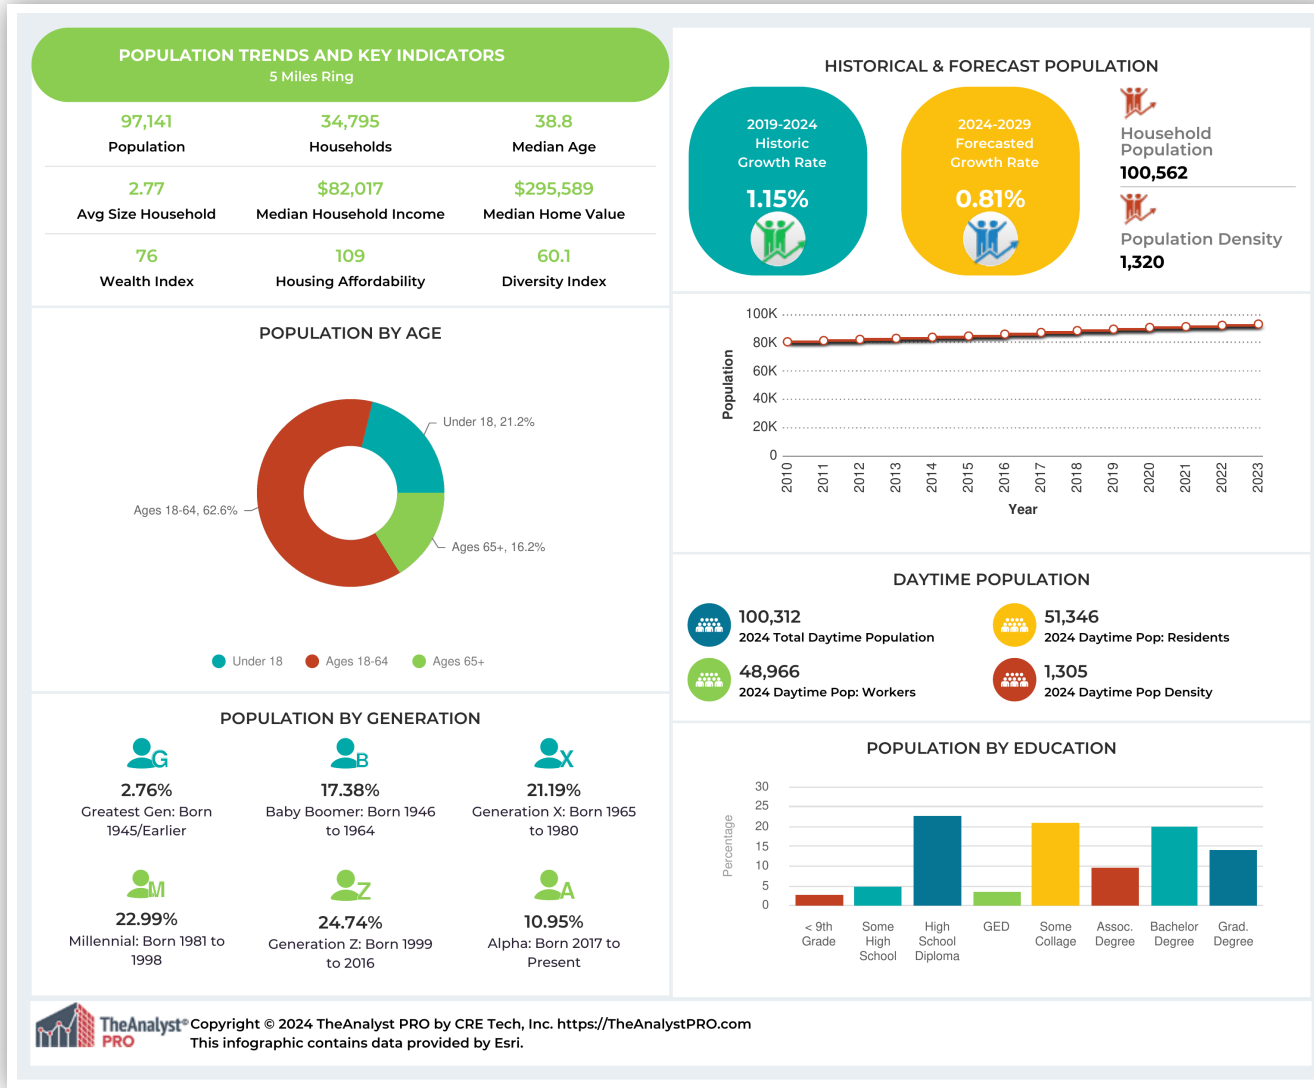 POPULATION TRENDS AND KEY INDICATORS
5 Miles Ring
97,141
Population
34,795
Households
38.8
Median Age
2.77
Avg Size Household
$82,017
Median Household Income
$295,589
Median Home Value
76
Wealth Index
109
Housing Affordability
60.1
Diversity Index
HISTORICAL & FORECAST POPULATION
2019-2024
Historic
Growth Rate
1.15%
2024-2029
Forecasted
Growth Rate
0.81%
Household
Population
100,562
Population Density
1,320
POPULATION BY AGE
Under 18, 21.2%
Ages 18-64, 62.6%
Ages 65+, 16.2%
Under 18
Ages 18-64
Ages 65+
Population
100K
80K
60K
40K
20K
0
2010
2011
2012
2013
2014
2015
2016
2017
2018
2019
2020
2021
2022
2023
Year
DAYTIME POPULATION
100,312
2024 Total Daytime Population
51,346
2024 Daytime Pop: Residents
48,966
2024 Daytime Pop: Workers
1,305
2024 Daytime Pop Density
POPULATION BY GENERATION
G
2.76%
Greatest Gen: Born
1945/Earlier
B
17.38%
Baby Boomer: Born 1946
to 1964
X
21.19%
Generation X: Born 1965
to 1980
M
22.99%
Millennial: Born 1981 to
1998
Z
24.74%
Generation Z: Born 1999
to 2016
A
10.95%
Alpha: Born 2017 to
Present
POPULATION BY EDUCATION
Percentage
30
25
20
15
10
5
0
< 9th
Grade
Some
High
School
High
School
Diploma
GED
Some
Collage
Assoc.
Degree
Bachelor
Degree
Grad.
Degree
TheAnalyst®
PRO
Copyright © 2024 TheAnalyst PRO by CRE Tech, Inc. https://TheAnalystPRO.com
This infographic contains data provided by Esri.